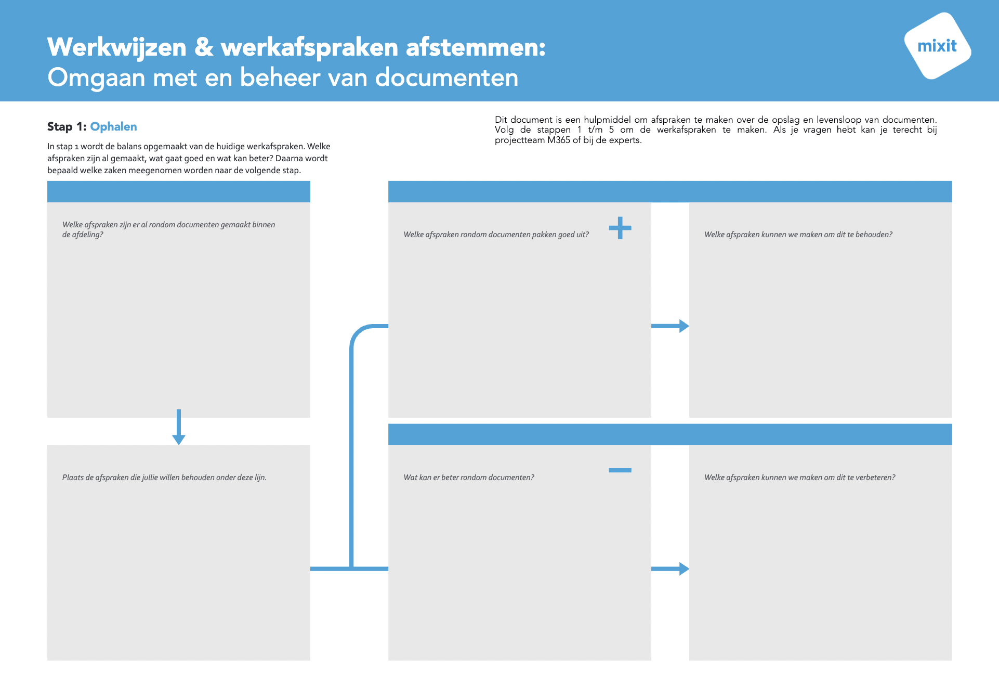 Werkwijzen & werkafspraken afstemmen:
Omgaan met en beheer van documenten
mixit
Stap 1: Ophalen
In stap 1 wordt de balans opgemaakt van de huidige werkafspraken. Welke
afspraken zijn al gemaakt, wat gaat goed en wat kan beter? Daarna wordt
bepaald welke zaken meegenomen worden naar de volgende stap.
Dit document is een hulpmiddel om afspraken te maken over de opslag en levensloop van documenten.
Volg de stappen 1 t/m 5 om de werkafspraken te maken. Als je vragen hebt kan je terecht bij
projectteam M365 of bij de experts.
Welke afspraken zijn er al rondom documenten gemaakt binnen
de afdeling?
Welke afspraken rondom documenten pakken goed uit?
Welke afspraken kunnen we maken om dit te behouden?
Plaats de afspraken die jullie willen behouden onder deze lijn.
Wat kan er beter rondom documenten?
Welke afspraken kunnen we maken om dit te verbeteren?